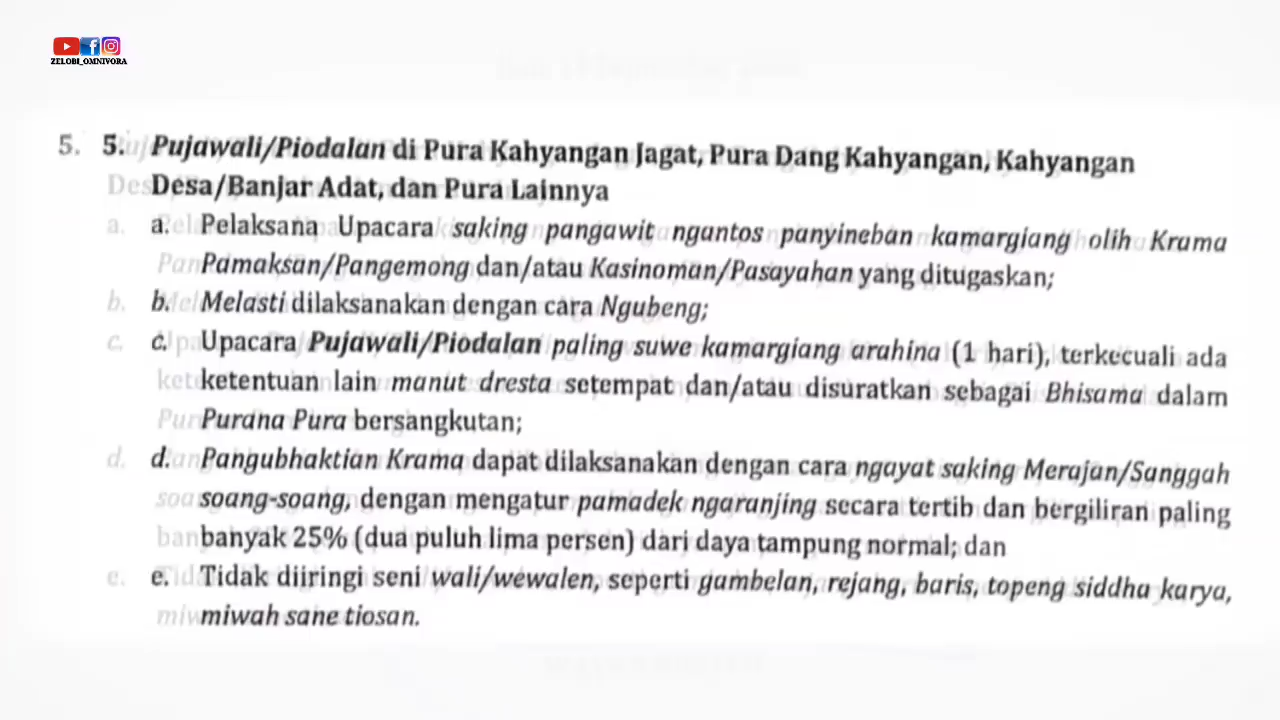 ZELOBI_OMNIVORA
5. Pujawali/Piodalan di Pura Kahyangan Jagat, Pura Dang Kahyangan, Kahyangan
Desa/Banjar Adat, dan Pura Lainnya
a. Pelaksana Upacara saking pangawit ngantos panyineban kamargiang olih Krama
Pamaksan/Pangemong dan/atau Kasinoman/Pasayahan yang ditugaskan;
b. Melasti dilaksanakan dengan cara Ngubeng;
c. Upacara Pujawali/Piodalan paling suwe kamargiang arahina (1 hari), terkecuali ada
ketentuan lain manut dresta setempat dan/atau disuratkan sebagai Bhisama dalam
Purana Pura bersangkutan;
d. Pangubhaktian Krama dapat dilaksanakan dengan cara ngayat saking Merajan/Sanggah
soang-soang, dengan mengatur pamadek ngaranjing secara tertib dan bergiliran paling
banyak 25% (dua puluh lima persen) dari daya tampung normal; dan
e. Tidak diiringi seni wali/wewalen, seperti gambelan, rejang, baris, topeng siddha karya,
miwah sane tiosan.